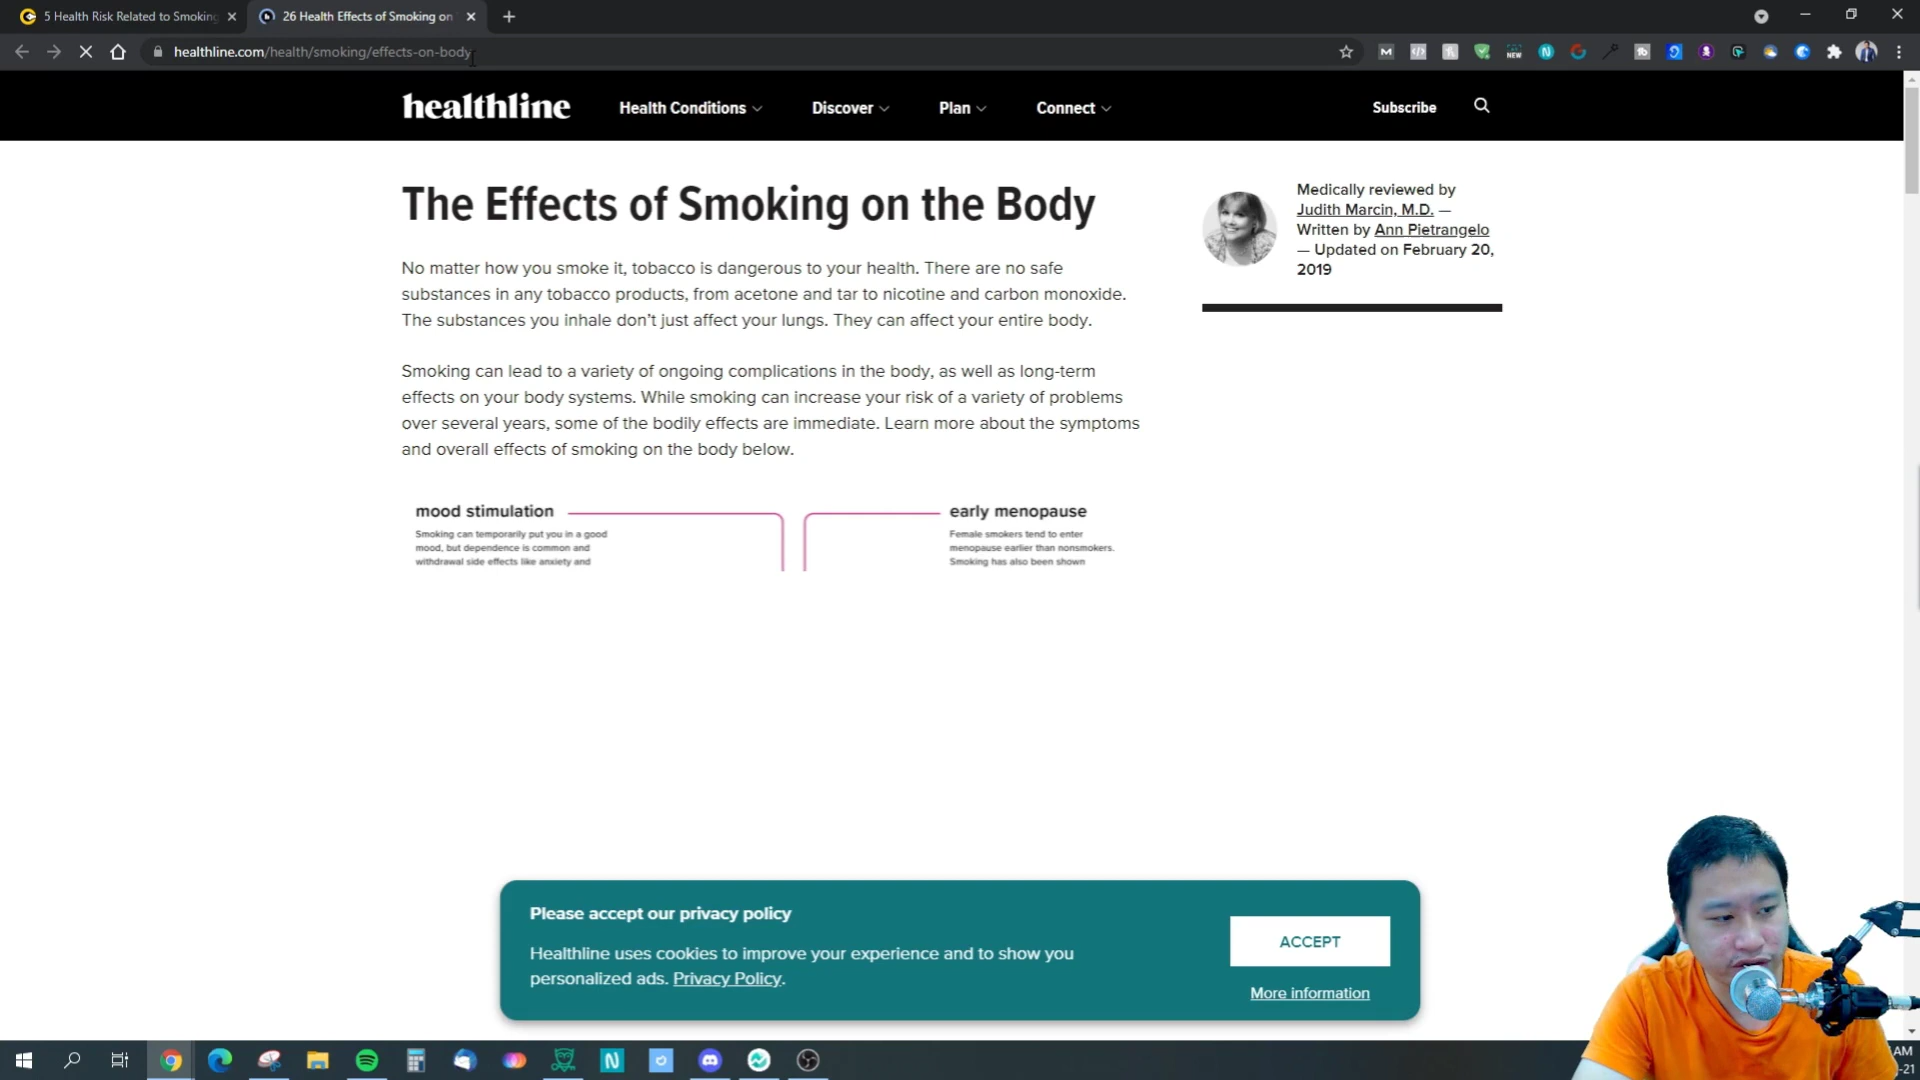 5 Health Risk Related to Smoking
26 Health Effects of Smoking on
healthline.com/health/smoking/effects-on-body
NEW
healthline
Health Conditions
Discover
Plan
Connect
Subscribe
The Effects of Smoking on the Body
No matter how you smoke it, tobacco is dangerous to your health. There are no safe
substances in any tobacco products, from acetone and tar to nicotine and carbon monoxide.
The substances you inhale don’t just affect your lungs. They can affect your entire body.
Smoking can lead to a variety of ongoing complications in the body, as well as long-term
effects on your body systems. While smoking can increase your risk of a variety of problems
over several years, some of the bodily effects are immediate. Learn more about the symptoms
and overall effects of smoking on the body below.
Medically reviewed by
Judith Marcin, M.D. —
Written by Ann Pietrangelo
— Updated on February 20,
2019
mood stimulation
Smoking can temporarily put you in a good
mood, but dependence is common and
withdrawal side effects like anxiety and
early menopause
Female smokers tend to enter
menopause earlier than nonsmokers.
Smoking has also been shown
Please accept our privacy policy
Healthline uses cookies to improve your experience and to show you
personalized ads. Privacy Policy.
ACCEPT
More information
AM
-21